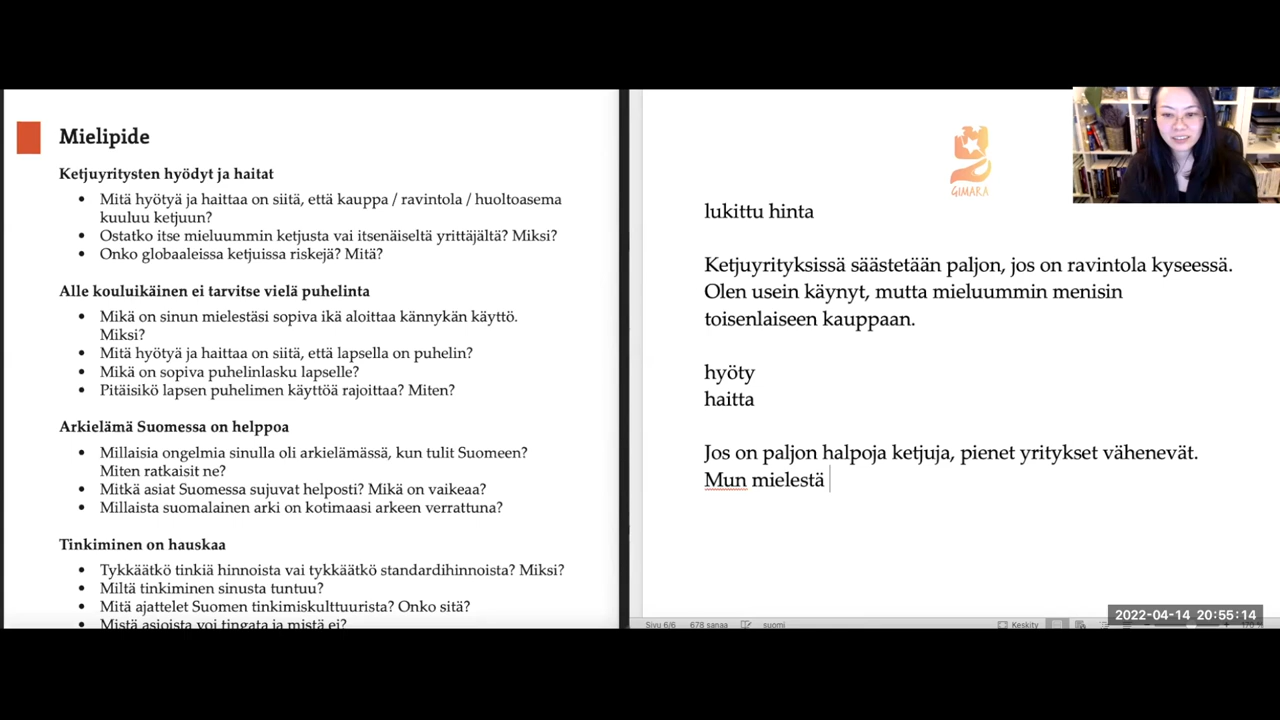 Mielipide
Ketjuyritysten hyödyt ja haitat
• Mitä hyötyä ja haittaa on siitä, että kauppa / ravintola / huoltoasema
kuuluu ketjuun?
• Ostatko itse mieluummin ketjusta vai itsenäiseltä yrittäjältä? Miksi?
• Onko globaaleissa ketjuissa riskejä? Mitä?
Alle kouluikäinen ei tarvitse vielä puhelinta
• Mikä on sinun mielestäsi sopiva ikä aloittaa kännykän käyttö.
Miksi?
• Mitä hyötyä ja haittaa on siitä, että lapsella on puhelin?
• Mikä on sopiva puhelinlasku lapselle?
• Pitäisikö lapsen puhelimen käyttöä rajoittaa? Miten?
Arkielämä Suomessa on helppoa
• Millaisia ongelmia sinulla oli arkielämässä, kun tulit Suomeen?
Miten ratkaisit ne?
• Mitkä asiat Suomessa sujuvat helposti? Mikä on vaikeaa?
• Millaista suomalainen arki on kotimaasi arkeen verrattuna?
Tinkiminen on hauskaa
• Tykkäätkö tinkiä hinnoista vai tykkäätkö standardihinnoista? Miksi?
• Miltä tinkiminen sinusta tuntuu?
• Mitä ajattelet Suomen tinkimiskulttuurista? Onko sitä?
• Mistä asioista voi tingata ja mistä ei?
GIMARA
lukittu hinta
Ketjuyrityksissä säästetään paljon, jos on ravintola kyseessä.
Olen usein käynyt, mutta mieluummin menisin
toisenlaiseen kauppaan.
hyöty
haitta
Jos on paljon halpoja ketjuja, pienet yritykset vähenevät.
Mun mielestä
Sivu 6/6 678 sanaa suomi Keskity
2022-04-14 20:55:14